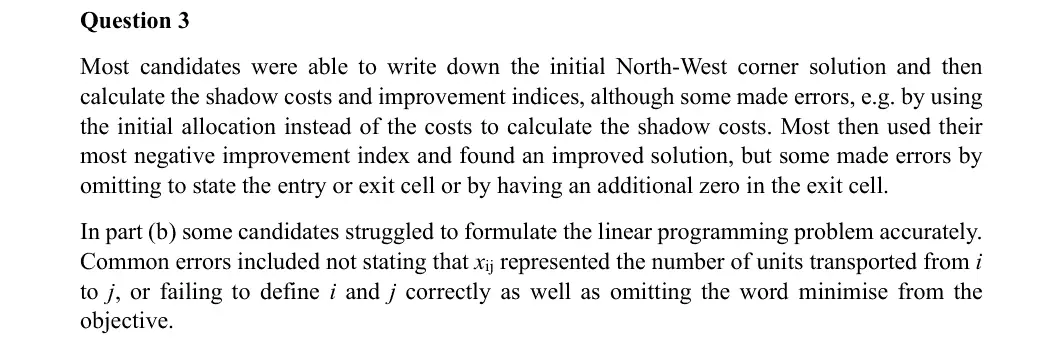 Question 3
Most candidates were able to write down the initial North-West corner solution and then
calculate the shadow costs and improvement indices, although some made errors, e.g. by using
the initial allocation instead of the costs to calculate the shadow costs. Most then used their
most negative improvement index and found an improved solution, but some made errors by
omitting to state the entry or exit cell or by having an additional zero in the exit cell.
In part (b) some candidates struggled to formulate the linear programming problem accurately.
Common errors included not stating that xij represented the number of units transported from i
to j, or failing to define i and j correctly as well as omitting the word minimise from the
objective.